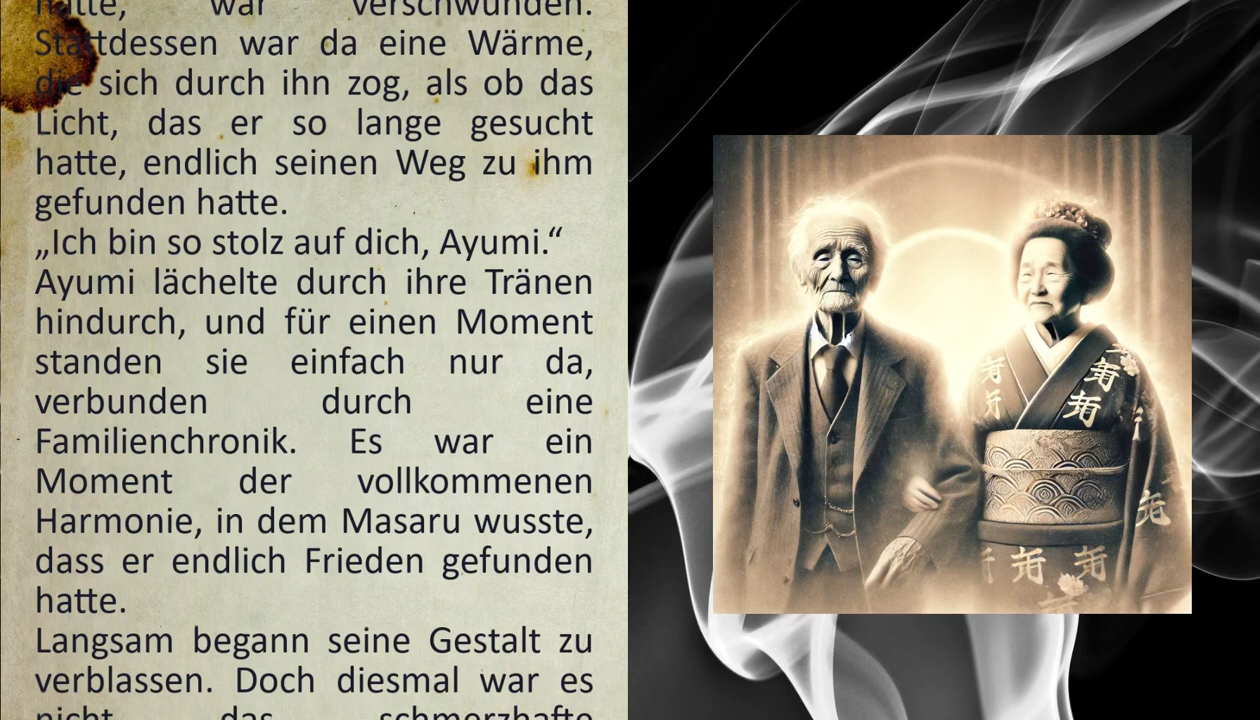 hatte, war verschwunden.
Stattdessen war da eine Wärme,
die sich durch ihn zog, als ob das
Licht, das er so lange gesucht
hatte, endlich seinen Weg zu ihm
gefunden hatte.
„Ich bin so stolz auf dich, Ayumi.“
Ayumi lächelte durch ihre Tränen
hindurch, und für einen Moment
standen sie einfach nur da,
verbunden durch eine
Familienchronik. Es war ein
Moment der vollkommenen
Harmonie, in dem Masaru wusste,
dass er endlich Frieden gefunden
hatte.
Langsam begann seine Gestalt zu
verblassen. Doch diesmal war es
nicht das schmerzhafte